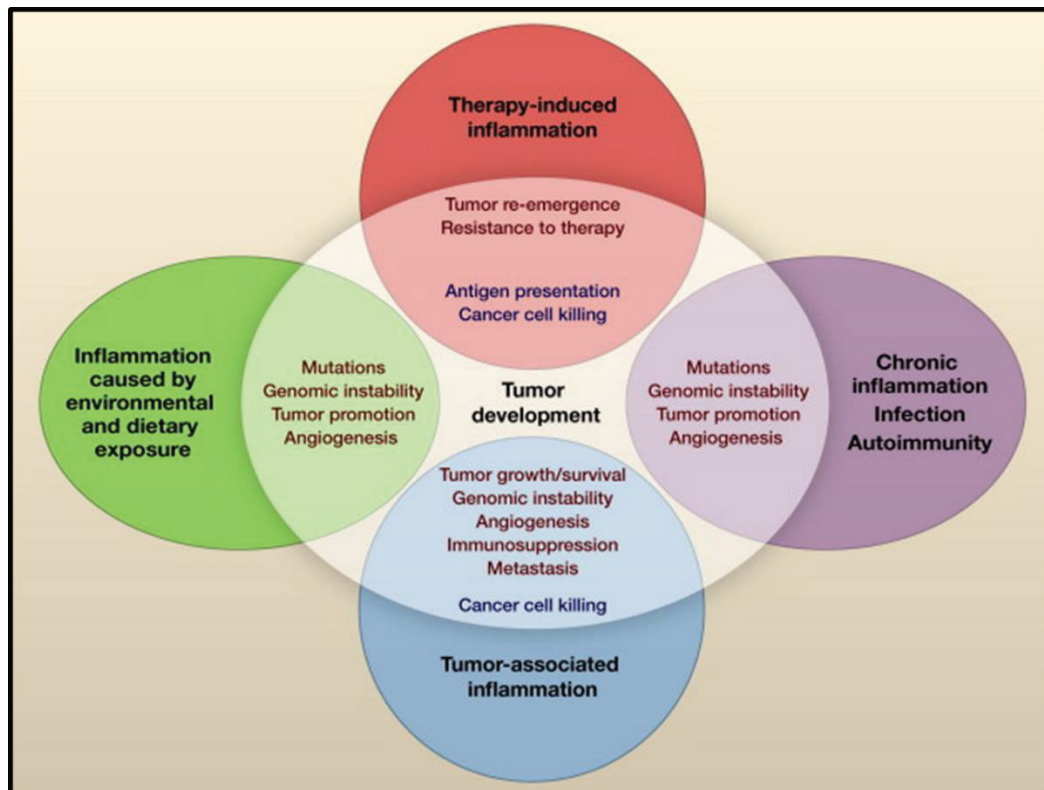 Therapy-induced
inflammation
Tumor re-emergence
Resistance to therapy
Antigen presentation
Cancer cell killing
Inflammation
caused by
environmental
and dietary
exposure
Mutations
Genomic instability
Tumor promotion
Angiogenesis
Tumor
development
Mutations
Genomic instability
Tumor promotion
Angiogenesis
Chronic
inflammation
Infection
Autoimmunity
Tumor growth/survival
Genomic instability
Angiogenesis
Immunosuppression
Metastasis
Cancer cell killing
Tumor-associated
inflammation